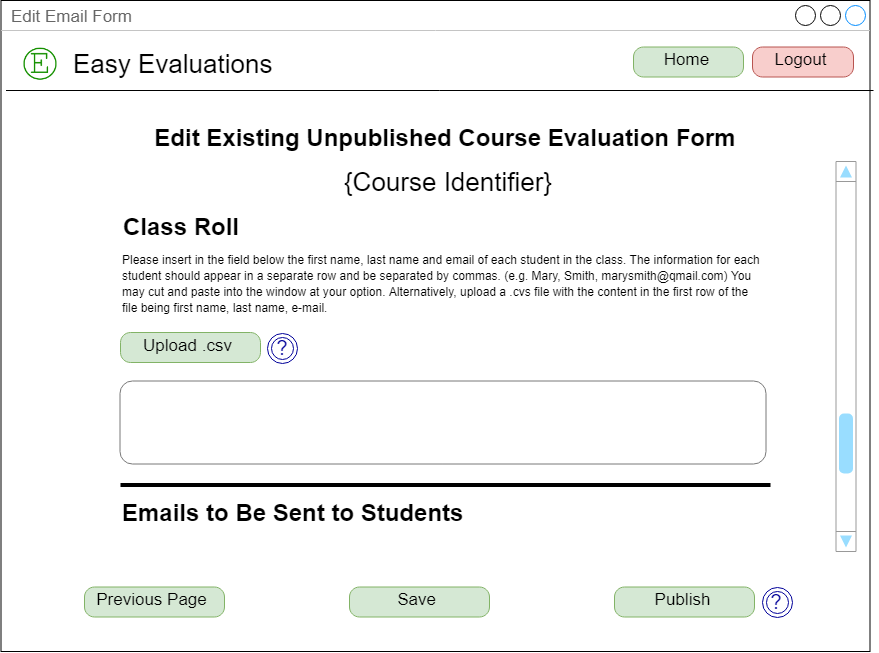 Edit Email Form
E Easy Evaluations Home Logout
Edit Existing Unpublished Course Evaluation Form
{Course Identifier}
Class Roll
Please insert in the field below the first name, last name and email of each student in the class. The information for each
student should appear in a separate row and be separated by commas. (e.g. Mary, Smith, marysmith@qmail.com) You
may cut and paste into the window at your option. Alternatively, upload a .cvs file with the content in the first row of the
file being first name, last name, e-mail.
Upload .csv ?
Emails to Be Sent to Students
Previous Page Save Publish ?